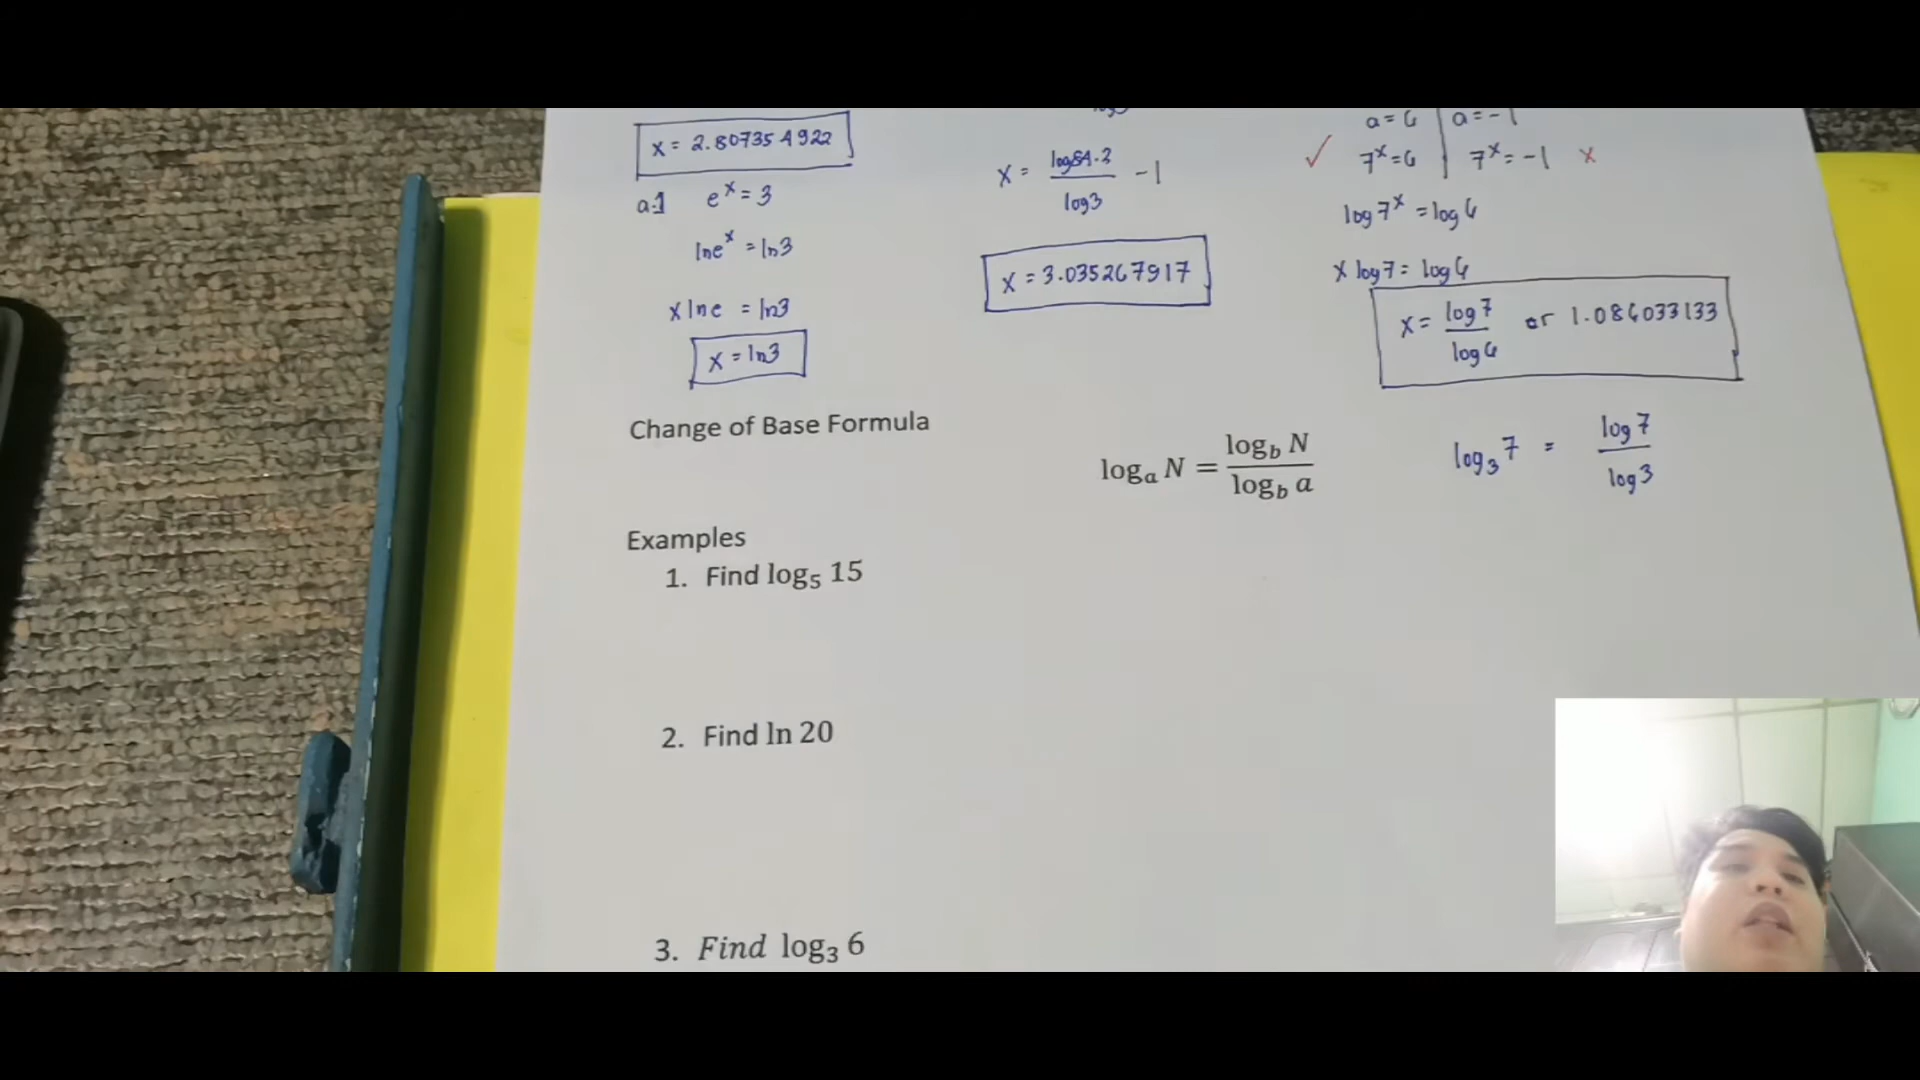 x = 2.807354922
a.1 e^x = 3
ln e^x = ln3
x ln e = ln3
x = ln3
x = log84.2 / log3 - 1
x = 3.035267917
a = 6 | a = -1
✓ 7^x = 6 | 7^x = -1 x
log 7^x = log 6
x log 7 = log 6
x = log 7 / log 6 or 1.086033133
Change of Base Formula
log_a N = log_b N / log_b a
log_3 7 = log 7 / log 3
Examples
1. Find log_5 15
2. Find ln 20
3. Find log_3 6